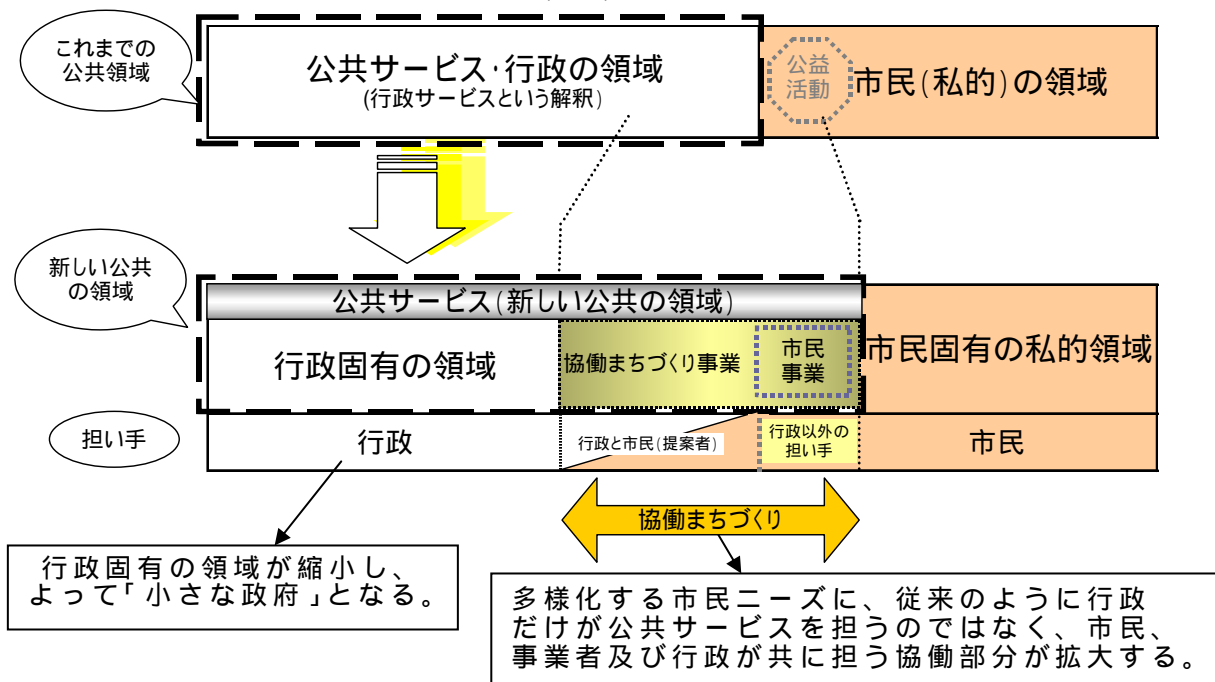 これまでの
公共領域
公共サービス・行政の領域
(行政サービスという解釈)
公益
活動
市民(私的)の領域
新しい公共
の領域
公共サービス(新しい公共の領域)
行政固有の領域
協働まちづくり事業
市民
事業
市民固有の私的領域
担い手
行政
行政と市民(提案者)
行政以外の
担い手
市民
協働まちづくり
行政固有の領域が縮小し、
よって「小さな政府」となる。
多様化する市民ニーズに、従来のように行政
だけが公共サービスを担うのではなく、市民、
事業者及び行政が共に担う協働部分が拡大する。